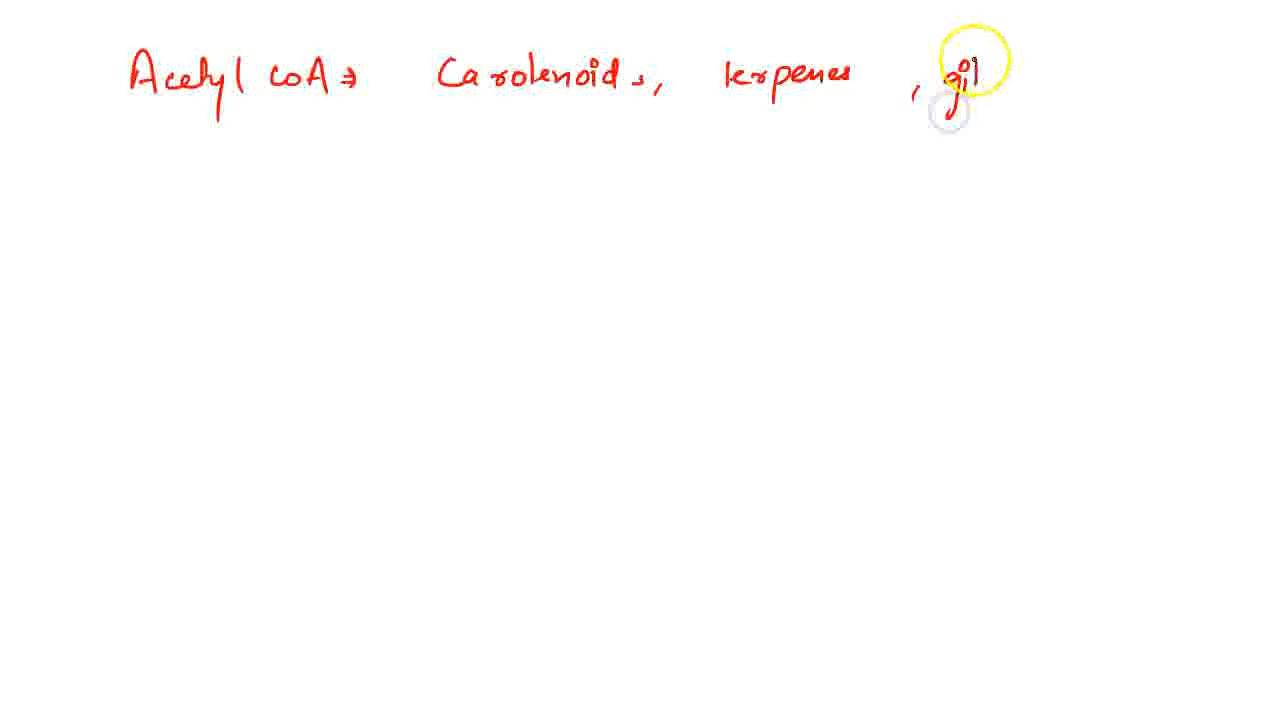 Acetyl coA ⇒ Carotenoids, terpenes,